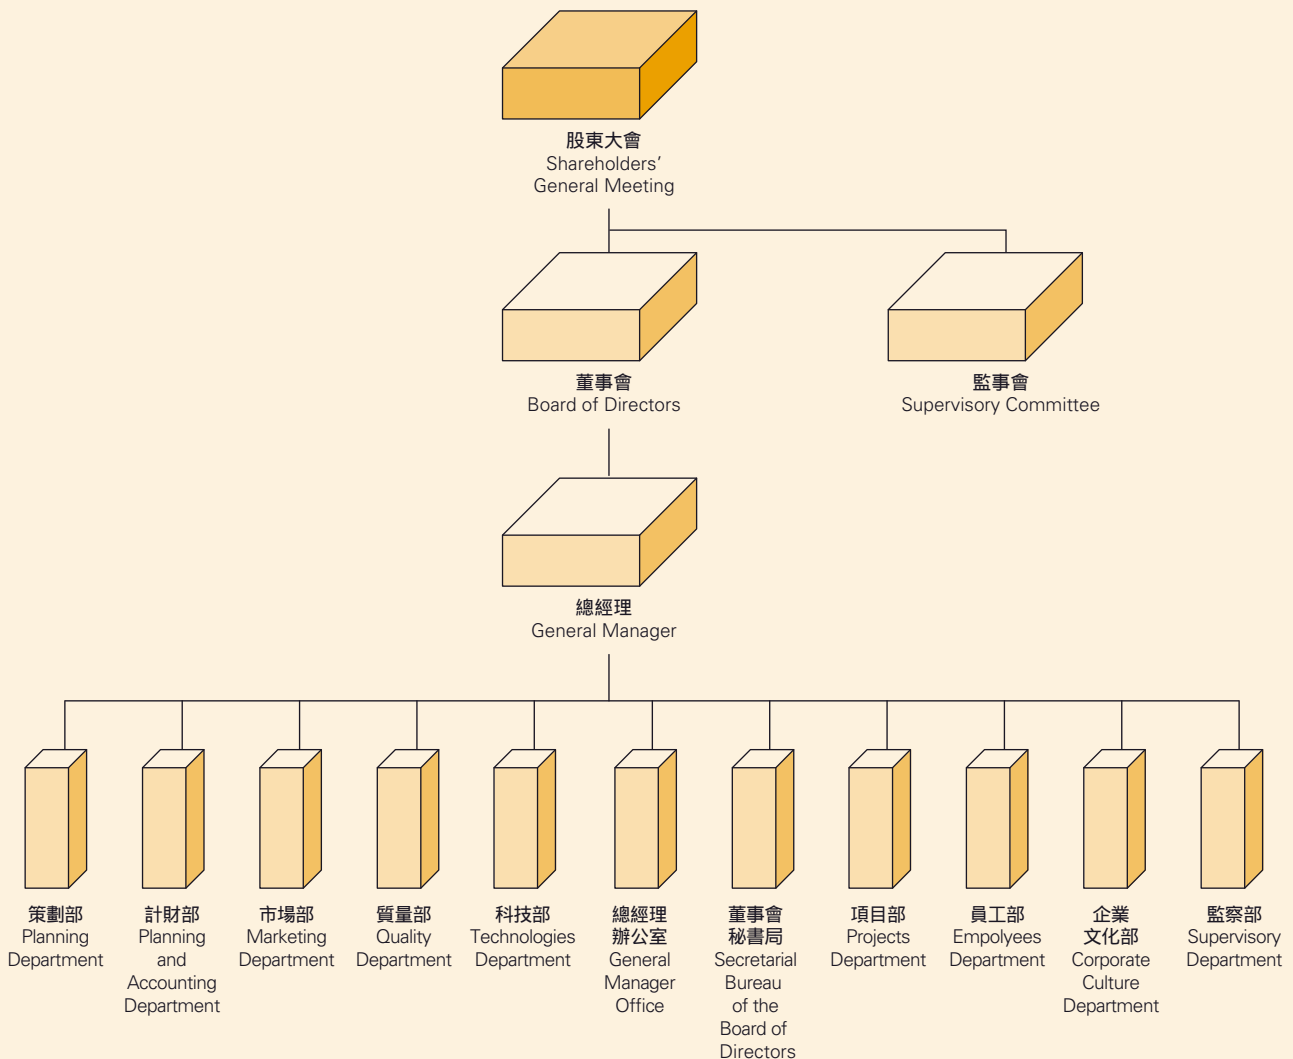 股東大會
Shareholders’
General Meeting
董事會
Board of Directors
監事會
Supervisory Committee
總經理
General Manager
策劃部
Planning
Department
計財部
Planning
and
Accounting
Department
市場部
Marketing
Department
質量部
Quality
Department
科技部
Technologies
Department
總經理
辦公室
General
Manager
Office
董事會
秘書局
Secretarial
Bureau
of the
Board of
Directors
項目部
Projects
Department
員工部
Empolyees
Department
企業
文化部
Corporate
Culture
Department
監察部
Supervisory
Department